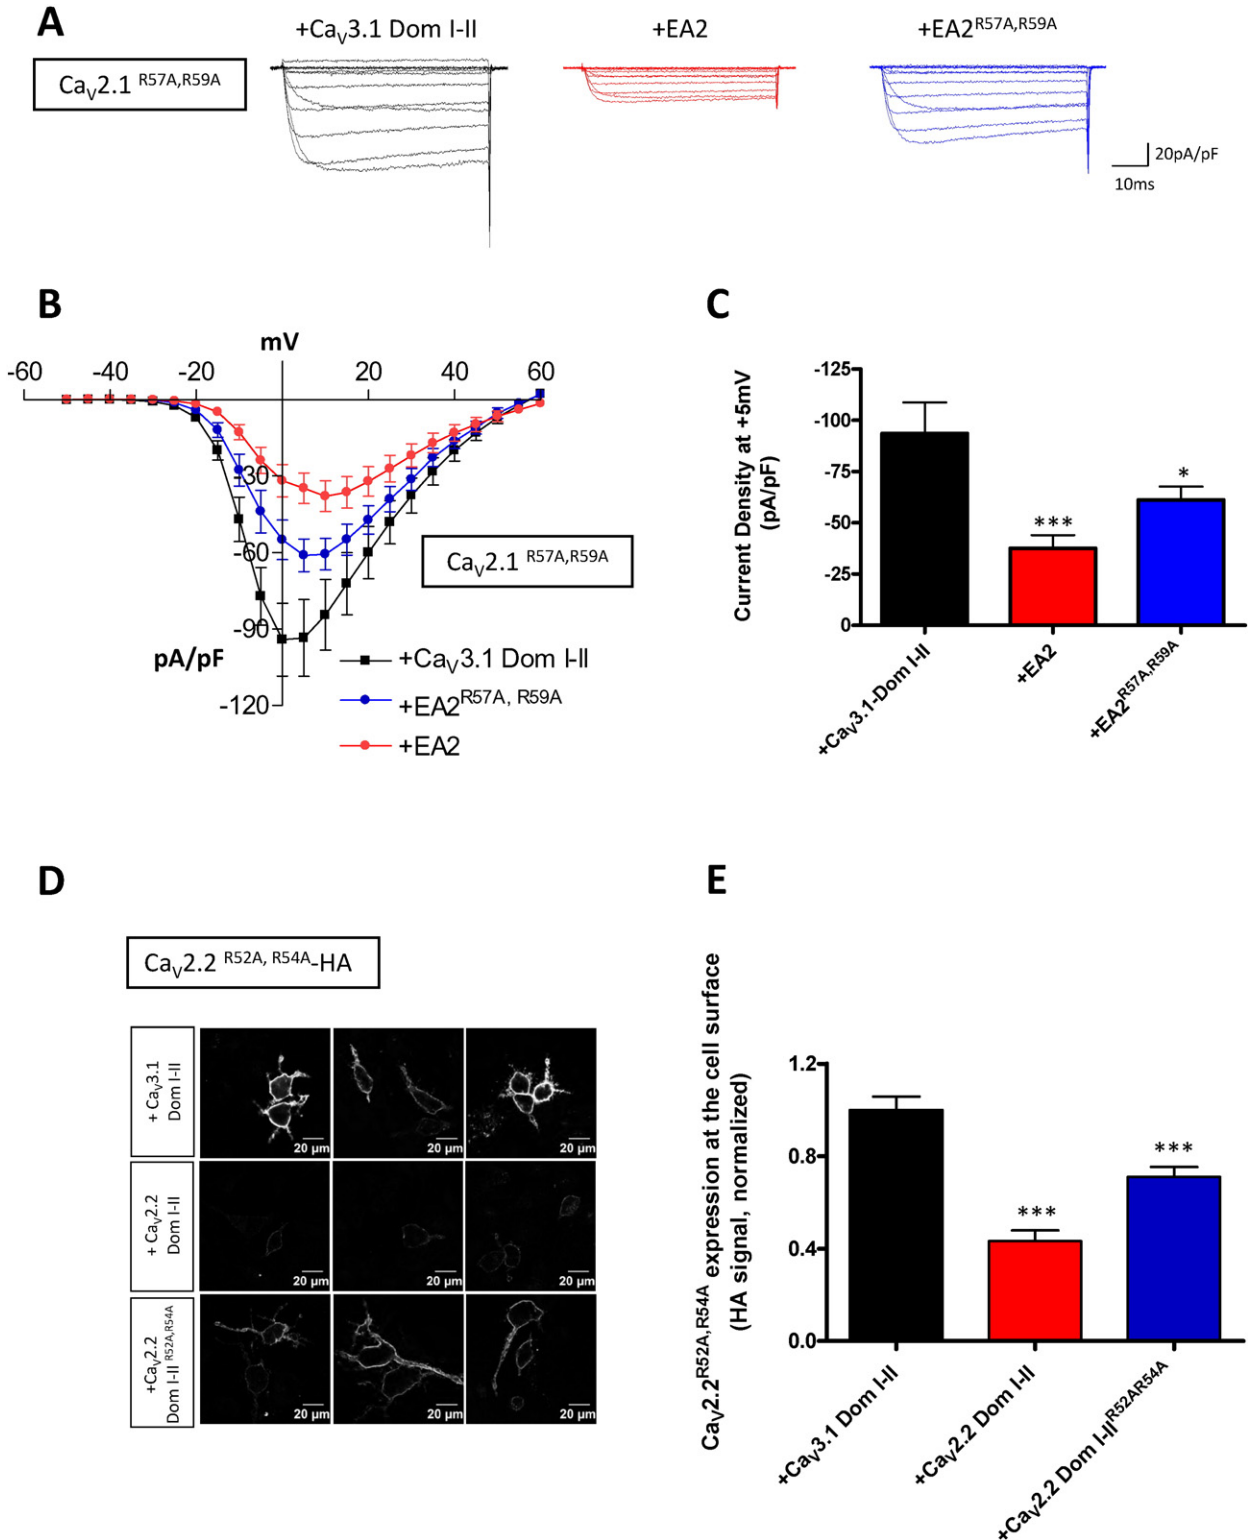 A
+CaV3.1 Dom I-II
+EA2
+EA2R57A,R59A
CaV2.1 R57A,R59A
20pA/pF
10ms
B
mV
-60
-40
-20
20
40
60
-30
-60
-90
-120
pA/pF
CaV2.1 R57A,R59A
+CaV3.1 Dom I-II
+EA2R57A, R59A
+EA2
C
Current Density at +5mV
(pA/pF)
-125
-100
-75
-50
-25
0
***
*
+CaV3.1-Dom I-II
+EA2
+EA2R57A,R59A
D
CaV2.2 R52A, R54A-HA
+ CaV3.1
Dom I-II
20 µm
20 µm
20 µm
+ CaV2.2
Dom I-II
20 µm
20 µm
20 µm
+CaV2.2
Dom I-II R52A,R54A
20 µm
20 µm
20 µm
E
CaV2.2R52A,R54A expression at the cell surface
(HA signal, normalized)
1.2
0.8
0.4
0.0
***
***
+CaV3.1 Dom I-II
+CaV2.2 Dom I-II
+CaV2.2 Dom I-IIR52AR54A